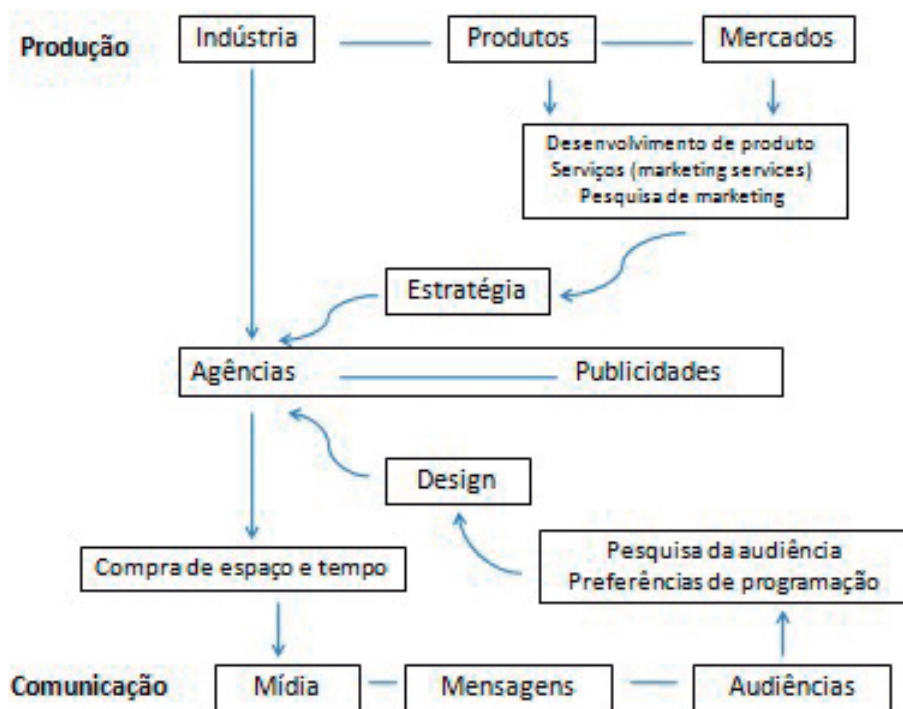 Produção
Indústria
Produtos
Mercados
Desenvolvimento de produto
Serviços (marketing services)
Pesquisa de marketing
Estratégia
Agências
Publicidades
Design
Pesquisa da audiência
Preferências de programação
Compra de espaço e tempo
Comunicação
Mídia
Mensagens
Audiências